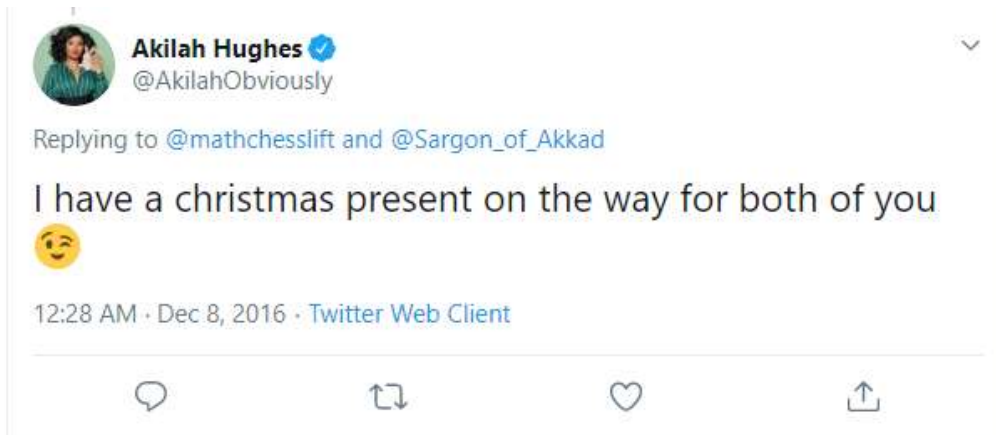 Akilah Hughes
@AkilahObviously
Replying to @mathchesslift and @Sargon_of_Akkad
I have a christmas present on the way for both of you
😉
12:28 AM · Dec 8, 2016 · Twitter Web Client